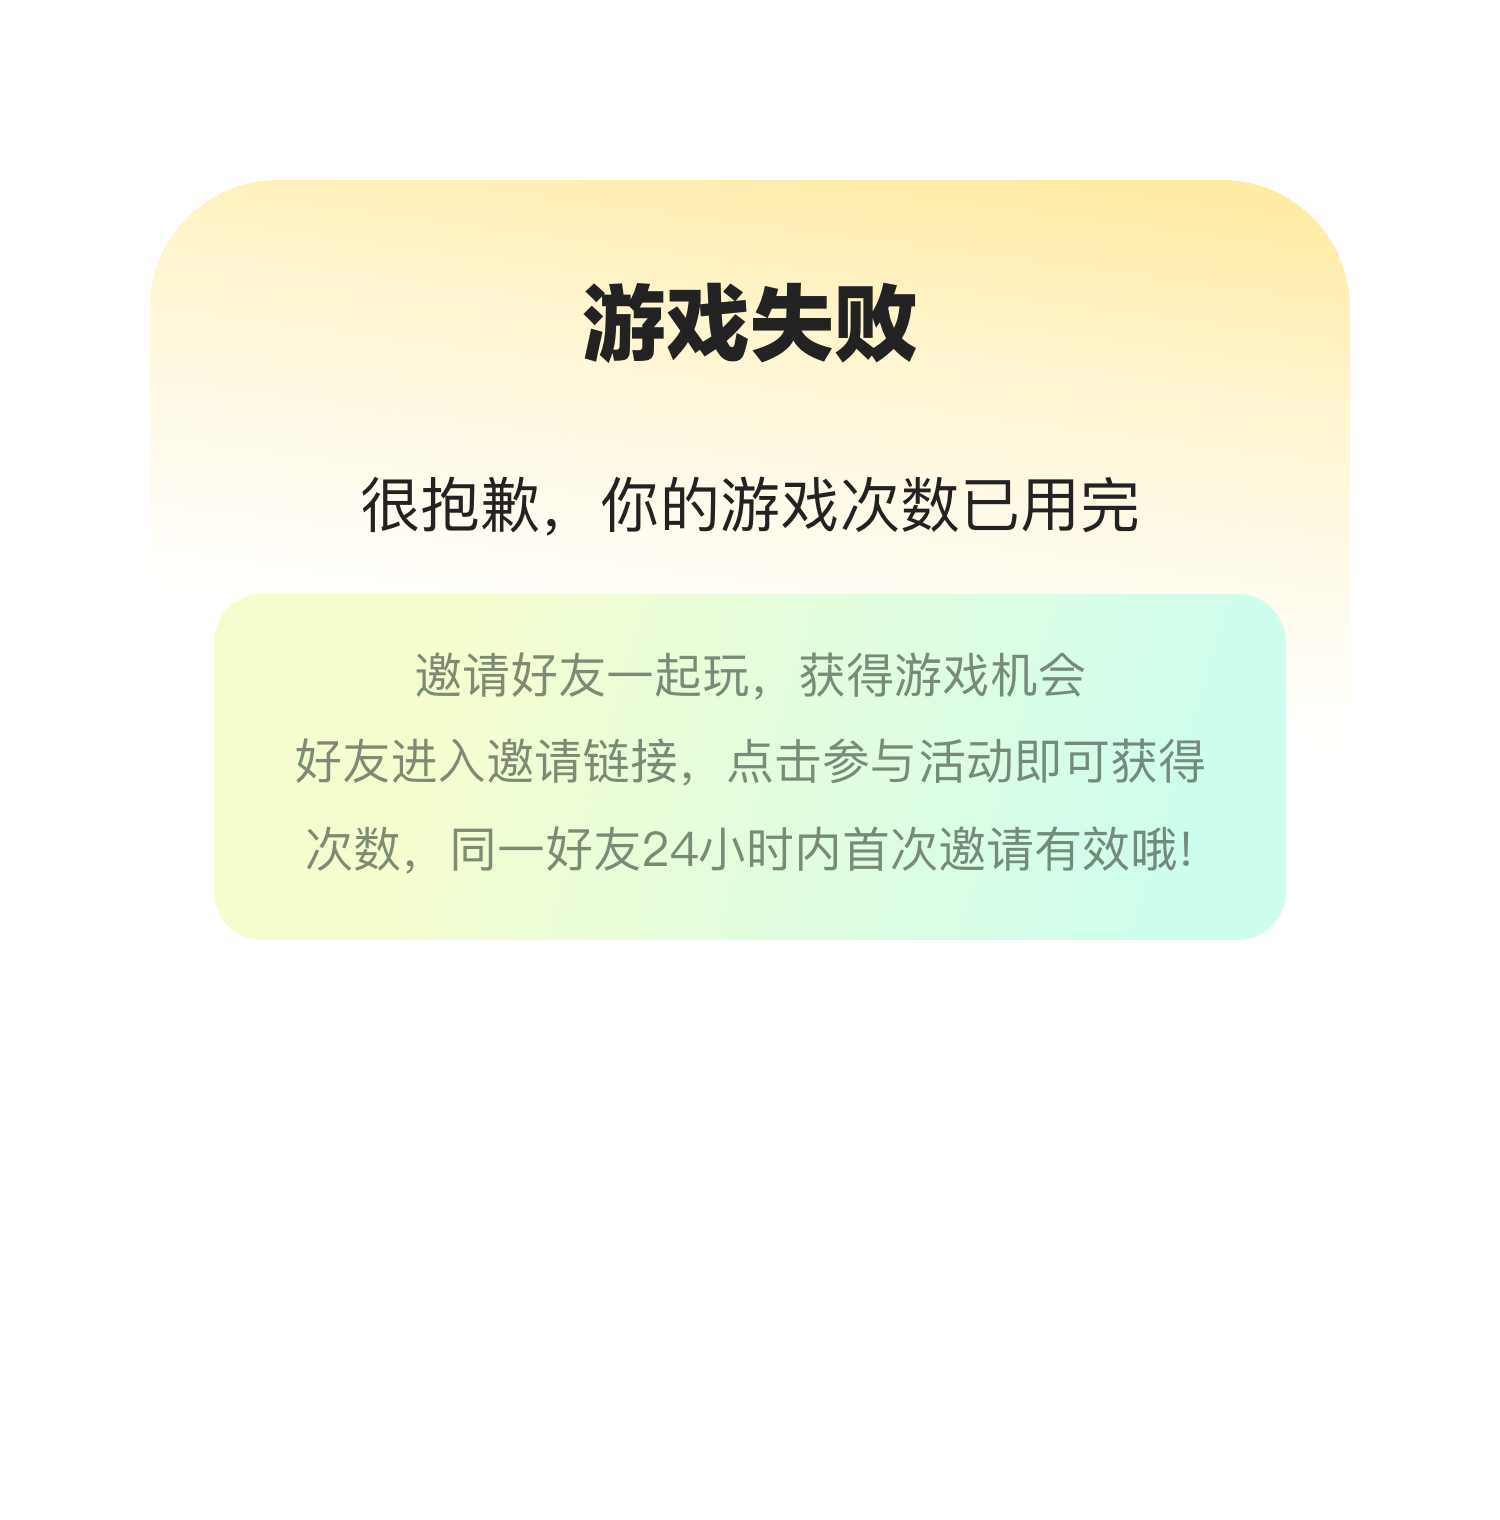 游戏失败
很抱歉，你的游戏次数已用完
邀请好友一起玩，获得游戏机会
好友进入邀请链接，点击参与活动即可获得
次数，同一好友24小时内首次邀请有效哦!